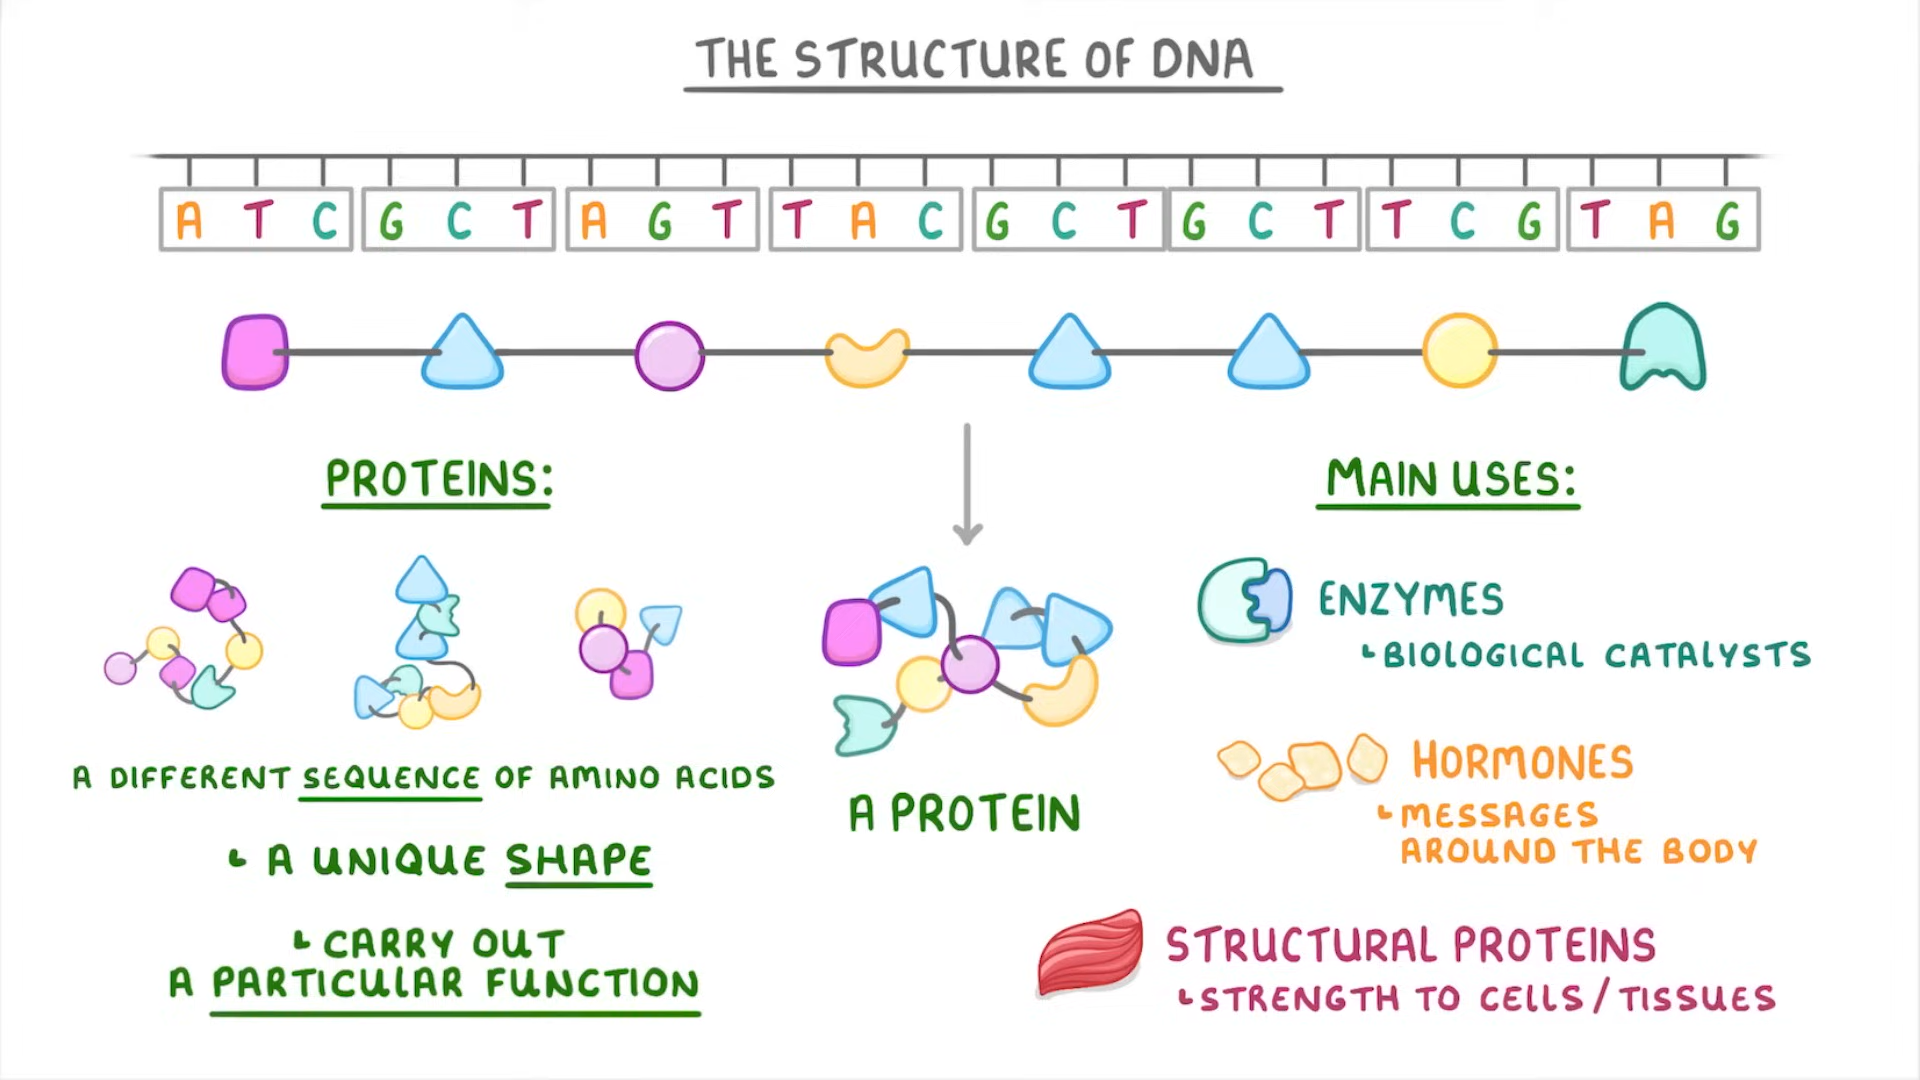 THE STRUCTURE OF DNA
A T C G C T A G T T A C G C T G C T T C G T A G
PROTEINS:
A DIFFERENT SEQUENCE OF AMINO ACIDS
A UNIQUE SHAPE
CARRY OUT
A PARTICULAR FUNCTION
A PROTEIN
MAIN USES:
ENZYMES
BIOLOGICAL CATALYSTS
HORMONES
MESSAGES
AROUND THE BODY
STRUCTURAL PROTEINS
STRENGTH TO CELLS / TISSUES